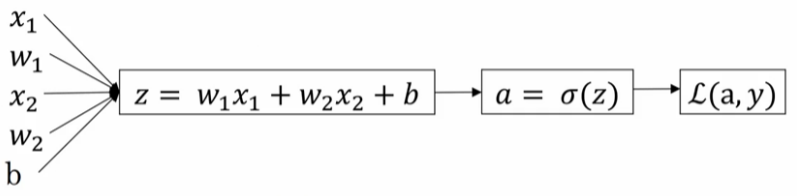 x₁
w₁
x₂
w₂
b
z = w₁x₁ + w₂x₂ + b
a = σ(z)
ℒ(a, y)